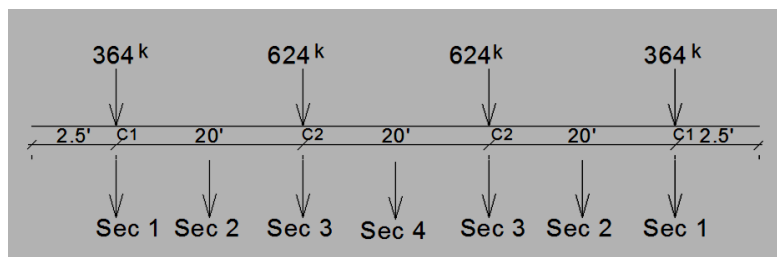 364 k 624 k 624 k 364 k
2.5' C1 20' C2 20' C2 20' C1 2.5'
Sec 1 Sec 2 Sec 3 Sec 4 Sec 3 Sec 2 Sec 1